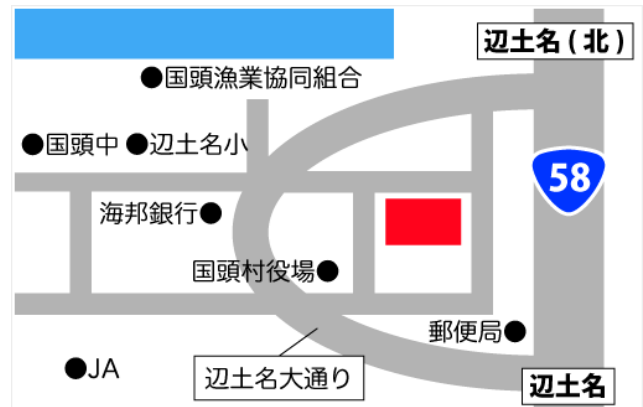 辺土名(北)
●国頭漁業協同組合
●国頭中 ●辺土名小
58
海邦銀行●
国頭村役場●
郵便局●
●JA
辺土名大通り
辺土名